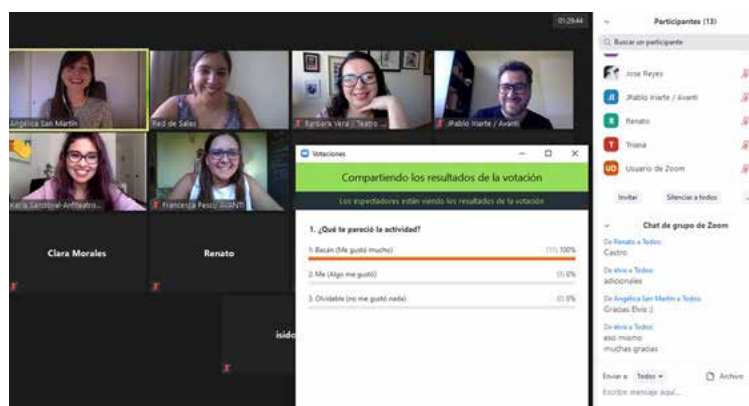 01:29:44
Angélica San Martín
Red de Salas
Barbara Vera / Teatro
JPablo Iriarte / Avanti
Karla Sandoval-Anfiteatro...
Francesca Pesce/ AVANTI
Clara Morales
Renato
isido
Votaciones
Compartiendo los resultados de la votación
Los espectadores están viendo los resultados de la votación
1. ¿Qué te pareció la actividad?
1. Bacán (Me gustó mucho) (11) 100%
2. Me (Algo me gustó) (0) 0%
3. Olvidable (no me gustó nada) (0) 0%
Participantes (13)
Buscar un participante
Jose Reyes
JI JPablo Iriarte / Avanti
R Renato
T Triana
UO Usuario de Zoom
Invitar Silenciar a todos
Chat de grupo de Zoom
De Renato a Todos:
Castro
De elvis a Todos:
adicionales
De Angélica San Martín a Todos:
Gracias Elvis :)
De elvis a Todos:
eso mismo
muchas gracias
Enviar a: Todos Archivo
Escribir mensaje aquí...